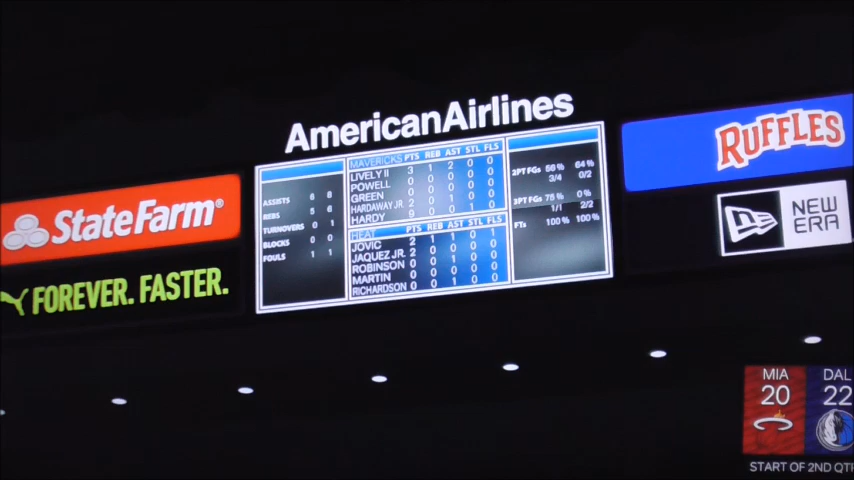 AmericanAirlines
RUFFLES
StateFarm®
NEW ERA
FOREVER. FASTER.
ASSISTS 6 8
REBS 5 6
TURNOVERS 0 1
BLOCKS 0 0
FOULS 1 1
MAVERICKS PTS REB AST STL FLS
LIVELY II 3 1 2 0 0
POWELL 0 0 0 0 0
GREEN 0 0 0 0 0
HARDAWAY JR 2 0 1 0 0
HARDY 9 0 0 1 0
HEAT PTS REB AST STL FLS
JOVIC 2 1 1 0 1
JAQUEZ JR. 2 0 0 0 0
ROBINSON 0 0 1 0 0
MARTIN 0 0 0 0 0
RICHARDSON 0 0 1 0 0
2PT FGs 64%
3/4 0/2
3PT FGs 0%
1/1 2/2
FTs 100% 100%
MIA DAL
20 22
START OF 2ND QTR